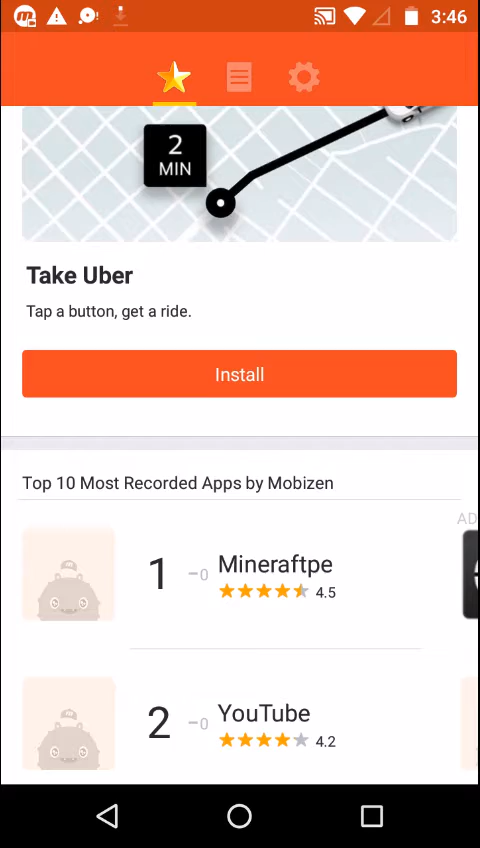 3:46
2
MIN
Take Uber
Tap a button, get a ride.
Install
Top 10 Most Recorded Apps by Mobizen
AD
1 –0 Mineraftpe
4.5
2 –0 YouTube
4.2